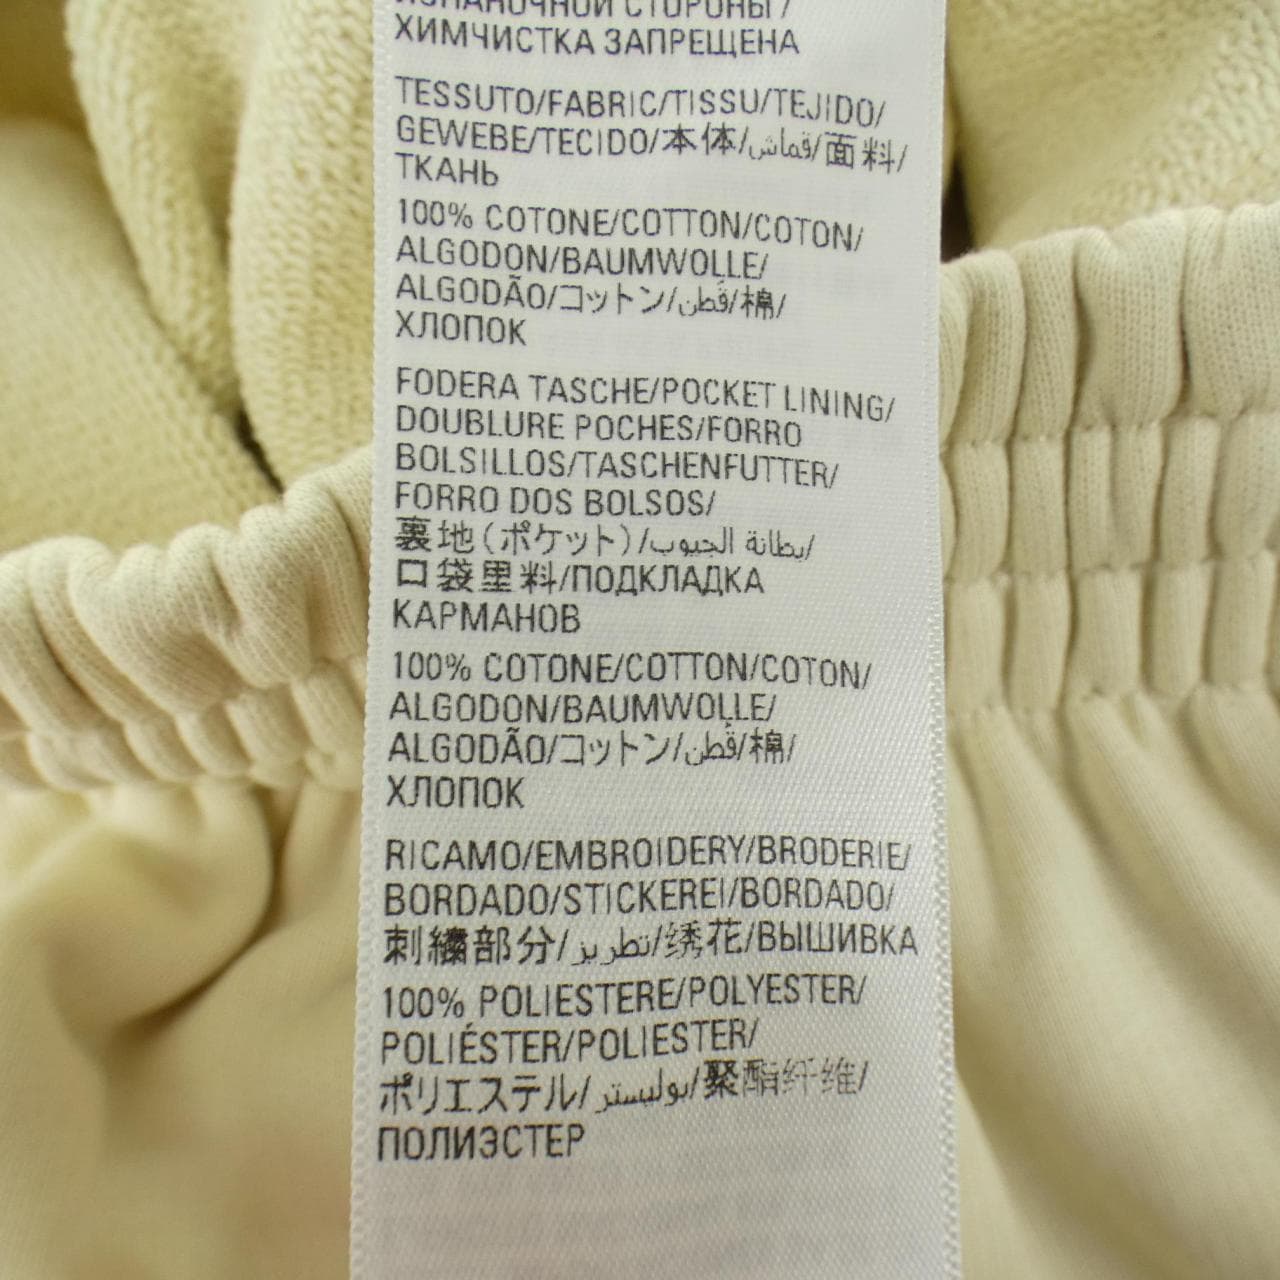 ИЗНАНОЧНОЙ СТОРОНЫ/
ХИМЧИСТКА ЗАПРЕЩЕНА
TESSUTO/FABRIC/TISSU/TEJIDO/
GEWEBE/TECIDO/本体/قماش/面料/
ТКАНЬ
100% COTONE/COTTON/COTON/
ALGODON/BAUMWOLLE/
ALGODÃO/コットン/قطن/棉/
ХЛОПОК
FODERA TASCHE/POCKET LINING/
DOUBLURE POCHES/FORRO
BOLSILLOS/TASCHENFUTTER/
FORRO DOS BOLSOS/
裏地(ポケット)/بطانة الجيوب/
口袋里料/ПОДКЛАДКА
КАРМАНОВ
100% COTONE/COTTON/COTON/
ALGODON/BAUMWOLLE/
ALGODÃO/コットン/قطن/棉/
ХЛОПОК
RICAMO/EMBROIDERY/BRODERIE/
BORDADO/STICKEREI/BORDADO/
刺繍部分/تطريز/绣花/ВЫШИВКА
100% POLIESTERE/POLYESTER/
POLIÉSTER/POLIESTER/
ポリエステル/بوليستر/聚酯纤维/
ПОЛИЭСТЕР